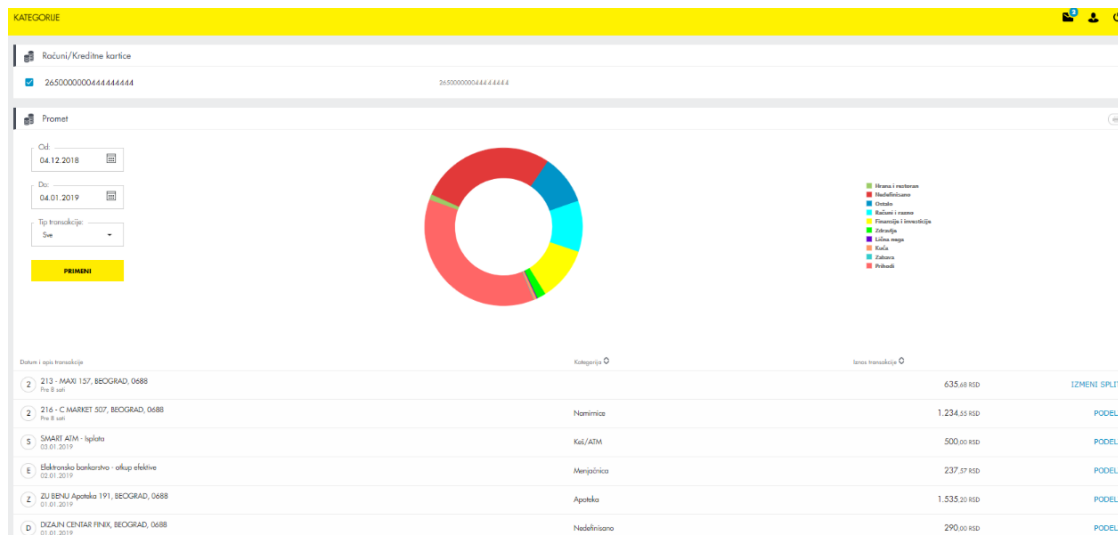 KATEGORIJE
3
Računi/Kreditne kartice
2650000000444444444
2650000000444444444
Promet
Od:
04.12.2018
Do:
04.01.2019
Tip transakcije:
Sve
PRIMENI
Hrana i restoran
Nedefinisano
Ostalo
Računi i razno
Finansije i investicije
Zdravlje
Lična nega
Kuća
Zabava
Prihodi
Datum i opis transakcije Kategorija Iznos transakcije
2 213 - MAXI 157, BEOGRAD, 0688 635,68 RSD IZMENI SPLIT
Pre 8 sati
2 216 - C MARKET 507, BEOGRAD, 0688 Namirnice 1.234,55 RSD PODEL
Pre 8 sati
S SMART ATM - Isplata Keš/ATM 500,00 RSD PODEL
03.01.2019
E Elektronsko bankarstvo - otkup efektive Menjačnica 237,57 RSD PODEL
02.01.2019
Z ZU BENU Apoteka 191, BEOGRAD, 0688 Apoteka 1.535,20 RSD PODEL
01.01.2019
D DIZAJN CENTAR FINIX, BEOGRAD, 0688 Nedefinisano 290,00 RSD PODEL
01.01.2019